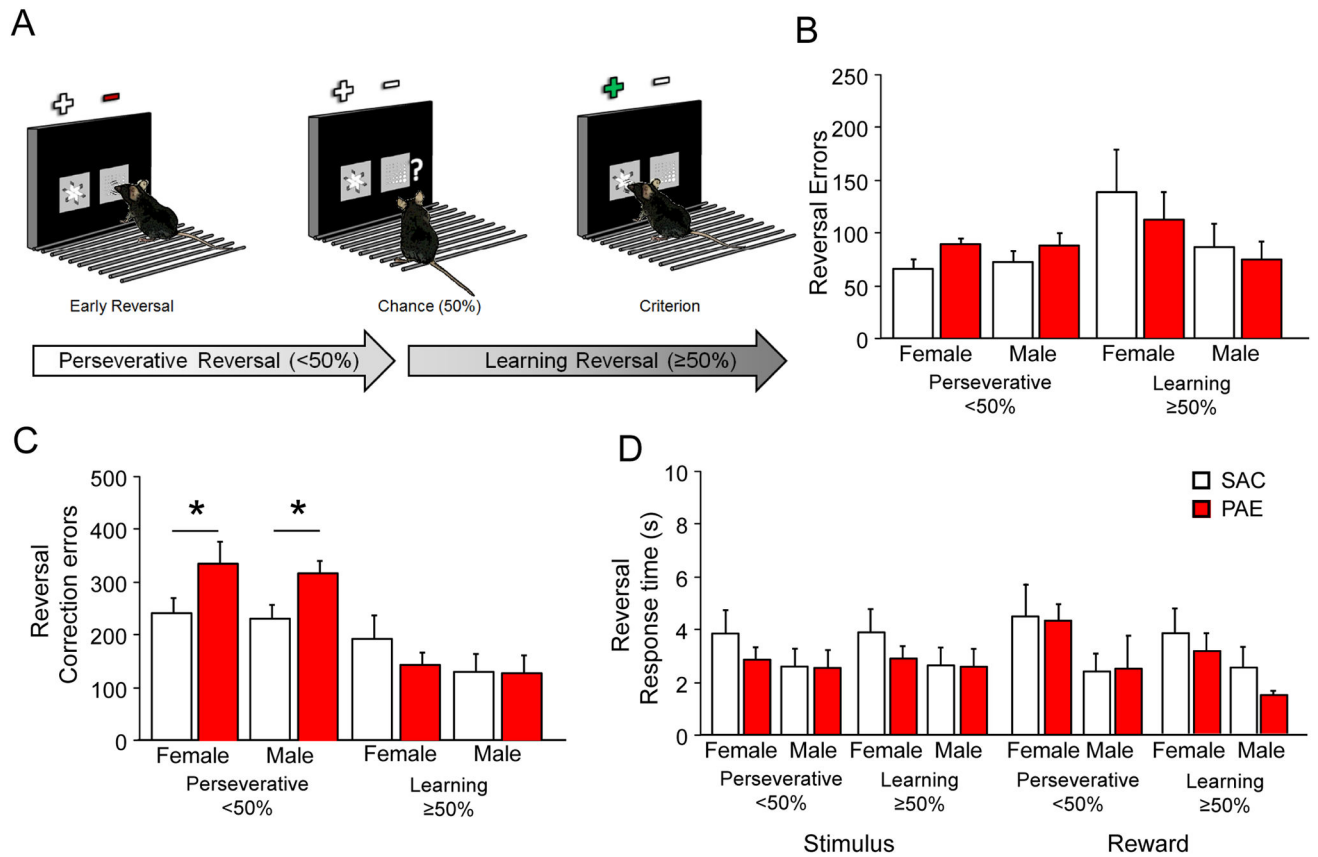 A
+ -
+ -
+ -
?
Early Reversal
Chance (50%)
Criterion
Perseverative Reversal (<50%)
Learning Reversal (≥50%)
B
Reversal Errors
250
200
150
100
50
0
Female Male Female Male
Perseverative
<50%
Learning
≥50%
C
Reversal
Correction errors
500
400
300
200
100
0
* *
Female Male Female Male
Perseverative
<50%
Learning
≥50%
D
Reversal
Response time (s)
10
8
6
4
2
0
SAC
PAE
Female Male Female Male Female Male Female Male
Perseverative
<50%
Learning
≥50%
Perseverative
<50%
Learning
≥50%
Stimulus
Reward